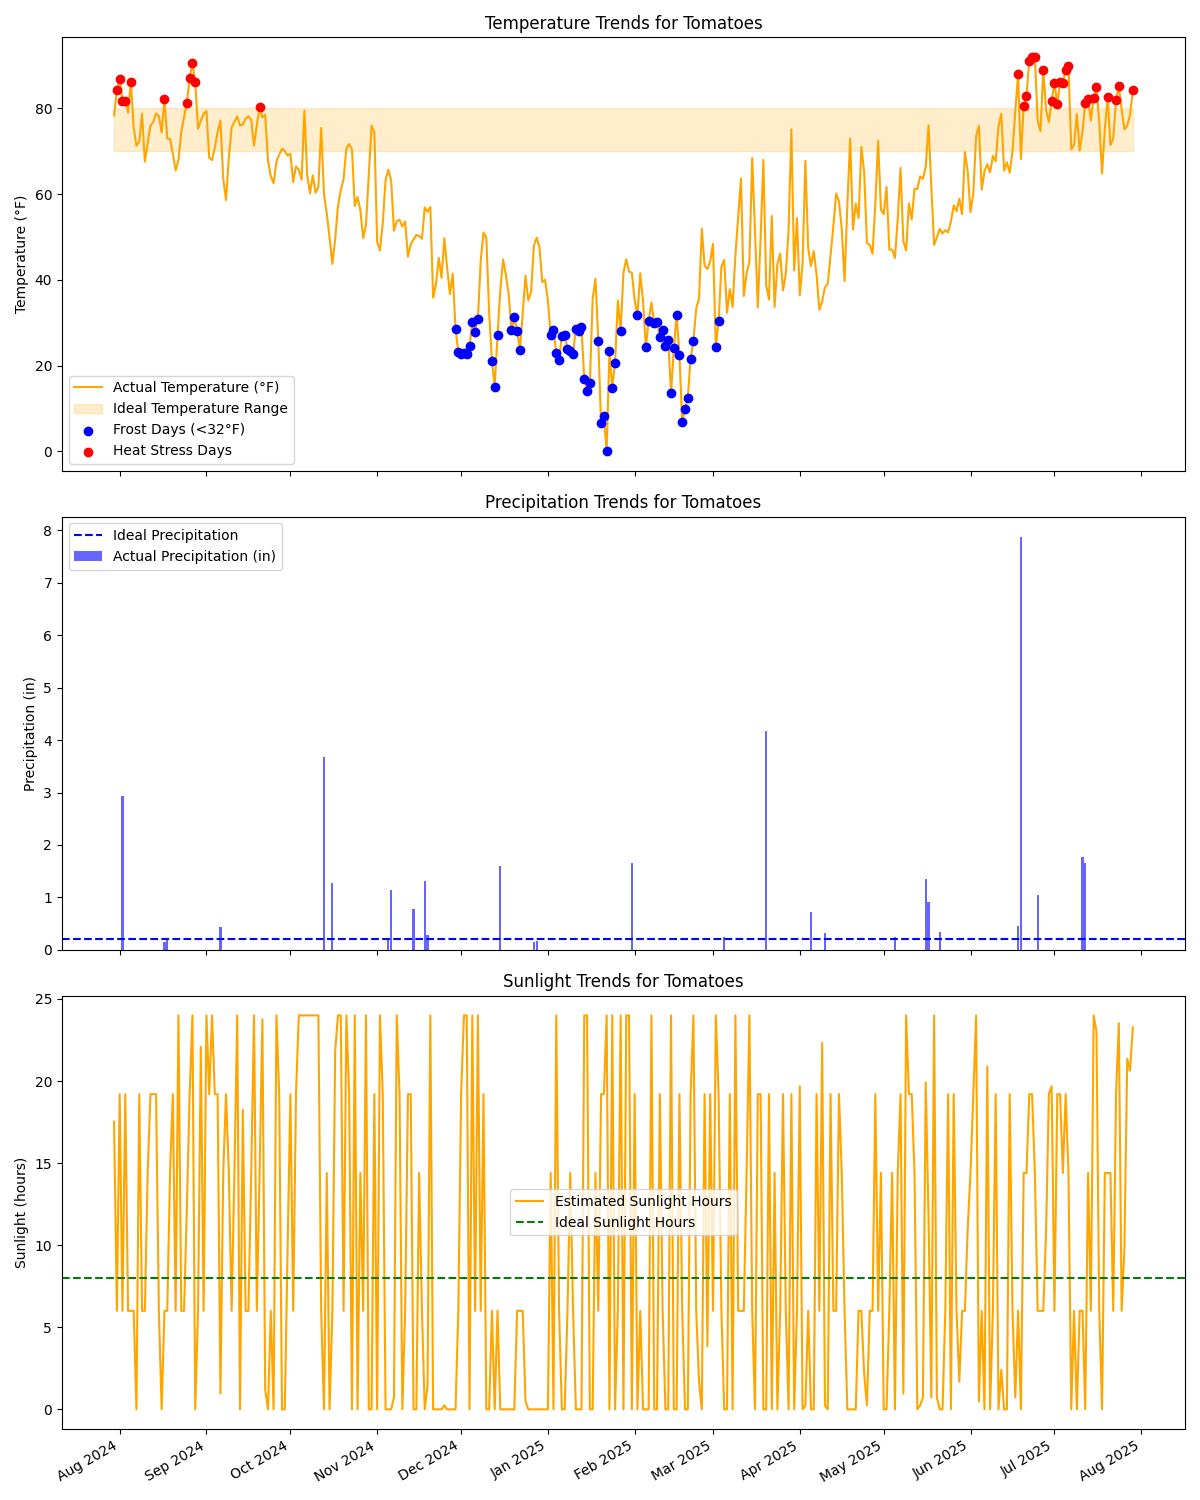 Temperature Trends for Tomatoes
Temperature (°F)
80
60
40
20
0
Actual Temperature (°F)
Ideal Temperature Range
Frost Days (<32°F)
Heat Stress Days
Precipitation Trends for Tomatoes
Precipitation (in)
8
7
6
5
4
3
2
1
0
Ideal Precipitation
Actual Precipitation (in)
Sunlight Trends for Tomatoes
Sunlight (hours)
25
20
15
10
5
0
Estimated Sunlight Hours
Ideal Sunlight Hours
Aug 2024
Sep 2024
Oct 2024
Nov 2024
Dec 2024
Jan 2025
Feb 2025
Mar 2025
Apr 2025
May 2025
Jun 2025
Jul 2025
Aug 2025